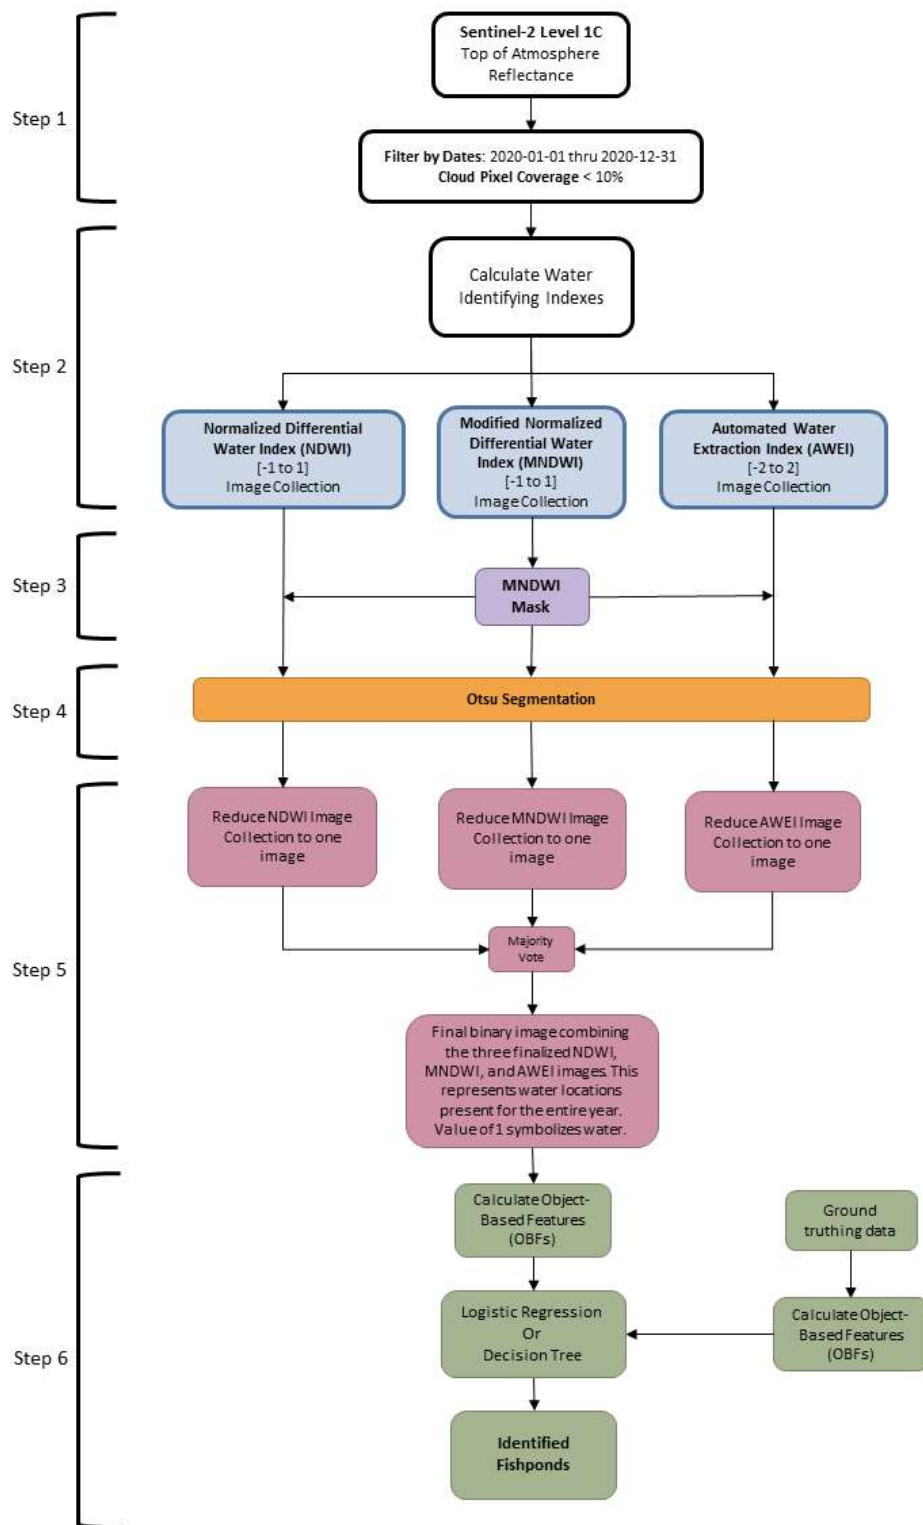 Sentinel-2 Level 1C
Top of Atmosphere
Reflectance
Step 1
Filter by Dates: 2020-01-01 thru 2020-12-31
Cloud Pixel Coverage < 10%
Calculate Water
Identifying Indexes
Step 2
Normalized Differential
Water Index (NDWI)
[-1 to 1]
Image Collection
Modified Normalized
Differential Water
Index (MNDWI)
[-1 to 1]
Image Collection
Automated Water
Extraction Index (AWEI)
[-2 to 2]
Image Collection
Step 3
MNDWI
Mask
Step 4
Otsu Segmentation
Reduce NDWI Image
Collection to one
image
Reduce MNDWI Image
Collection to one
image
Reduce AWEI Image
Collection to one
image
Step 5
Majority
Vote
Final binary image combining
the three finalized NDWI,
MNDWI, and AWEI images. This
represents water locations
present for the entire year.
Value of 1 symbolizes water.
Calculate Object-
Based Features
(OBFs)
Ground
truthing data
Step 6
Logistic Regression
Or
Decision Tree
Calculate Object-
Based Features
(OBFs)
Identified
Fishponds